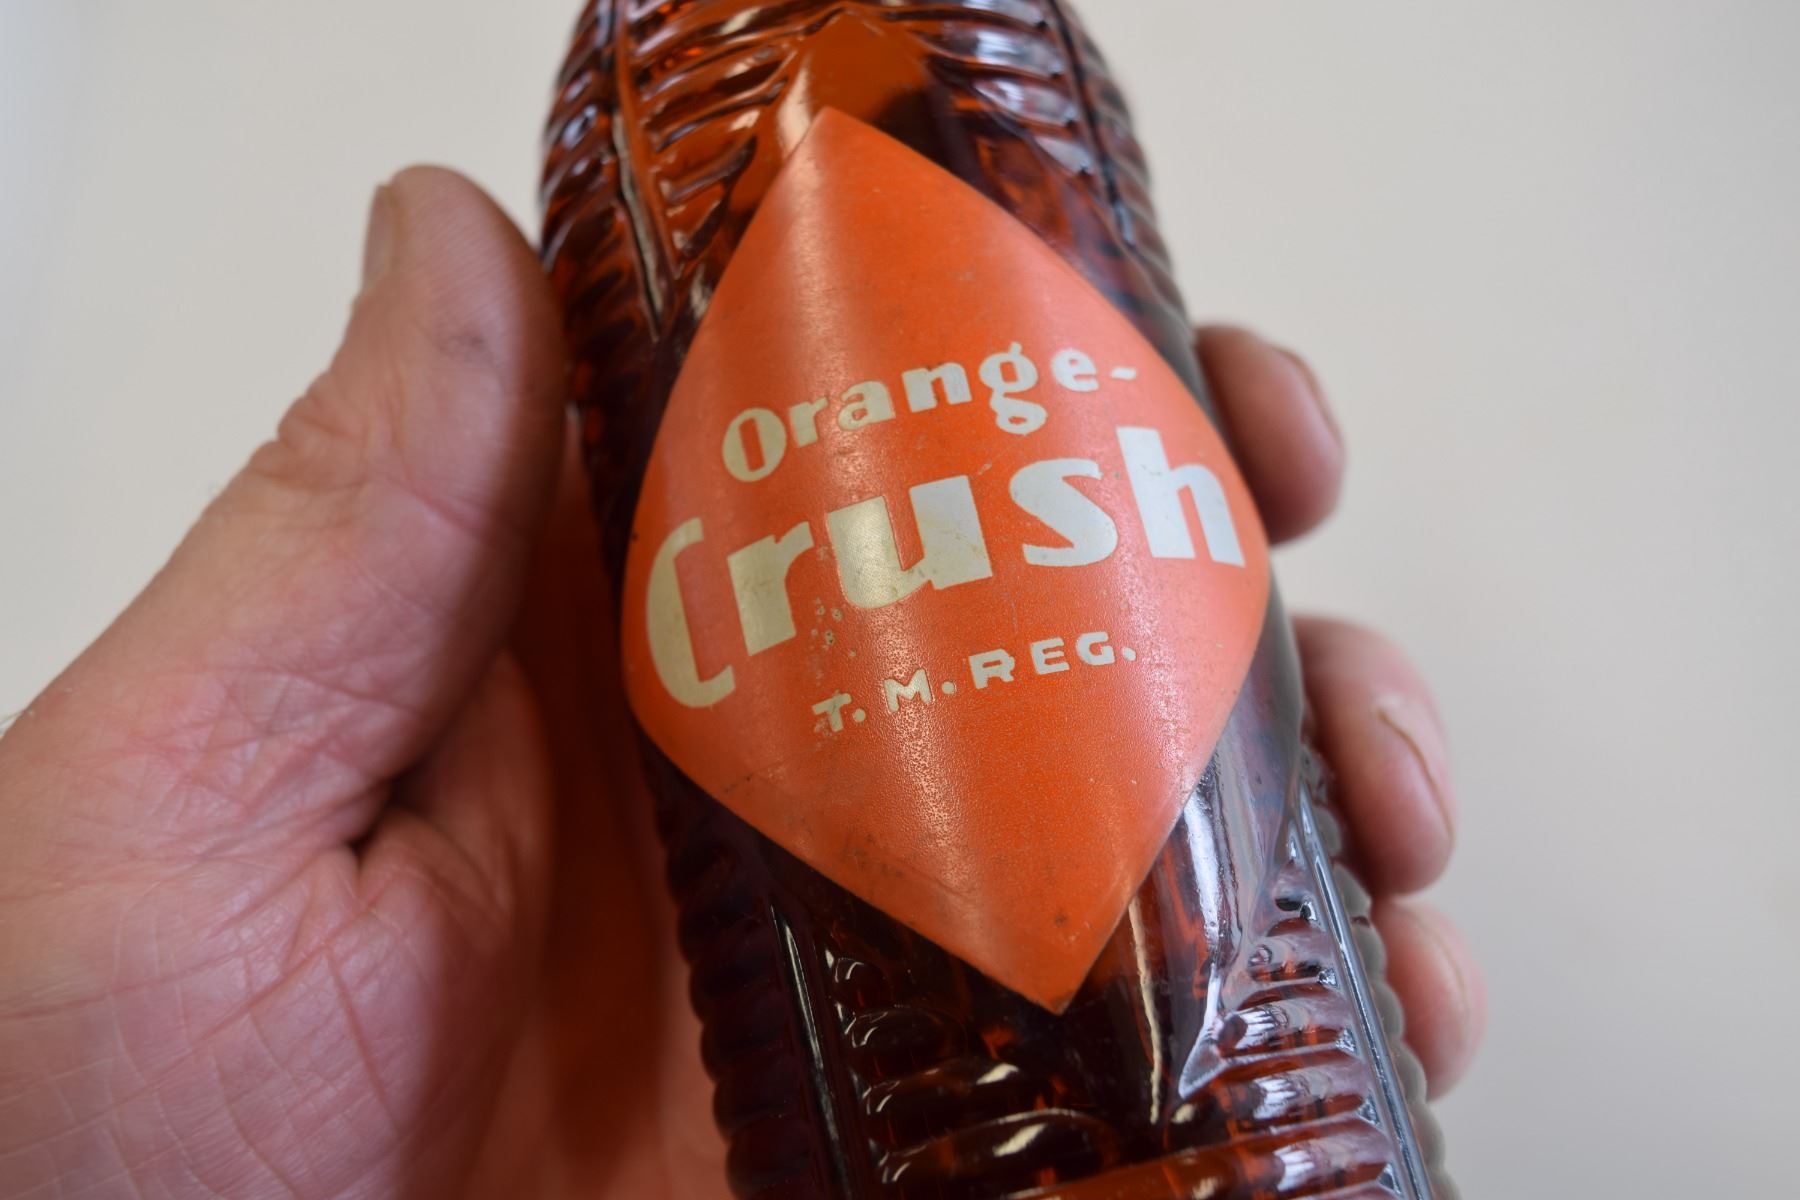 Orange-
Crush
T. M. REG.